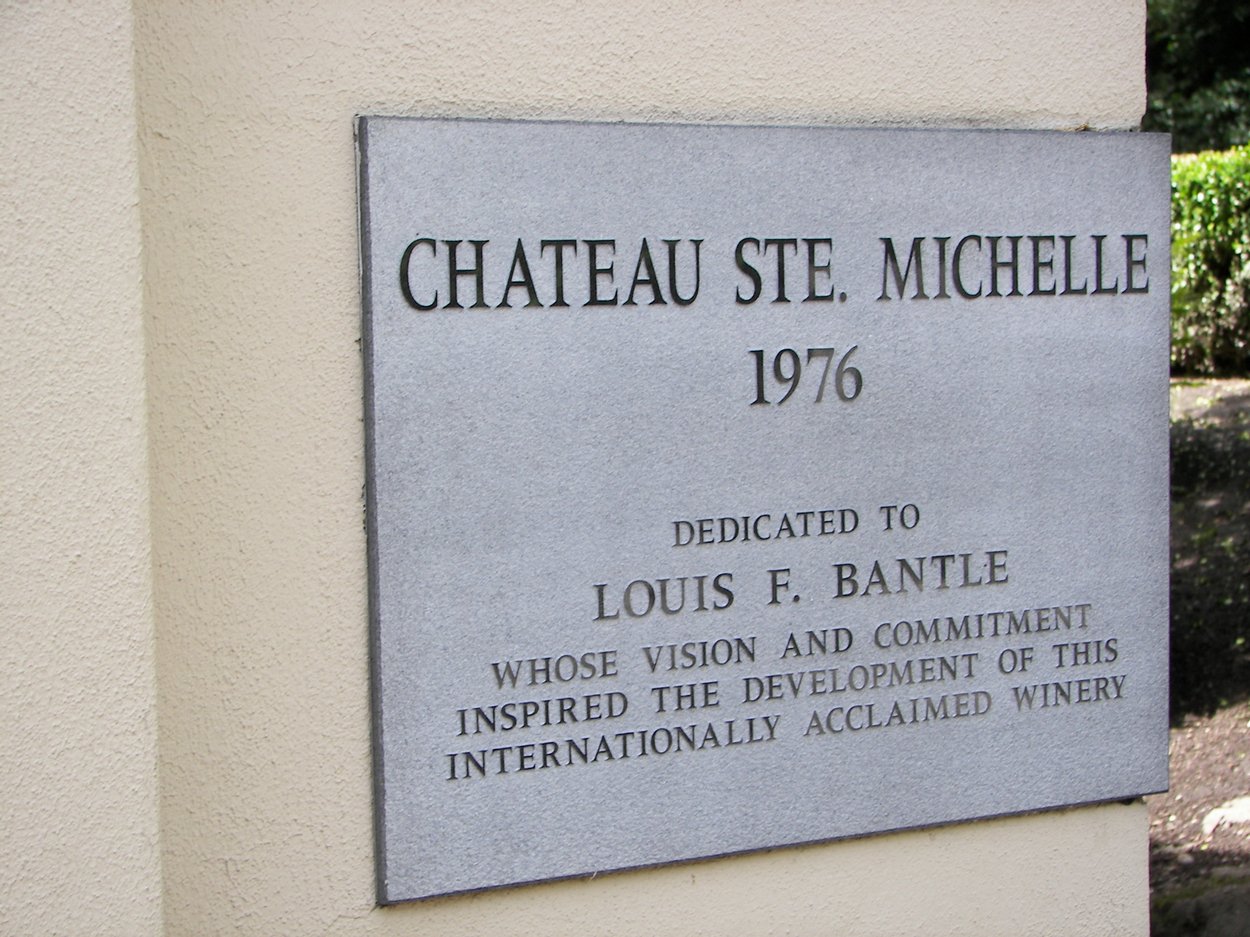 CHATEAU STE. MICHELLE
1976
DEDICATED TO
LOUIS F. BANTLE
WHOSE VISION AND COMMITMENT
INSPIRED THE DEVELOPMENT OF THIS
INTERNATIONALLY ACCLAIMED WINERY